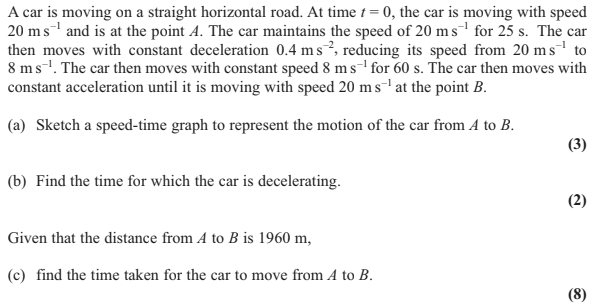 A car is moving on a straight horizontal road. At time t = 0, the car is moving with speed
20 m s⁻¹ and is at the point A. The car maintains the speed of 20 m s⁻¹ for 25 s. The car
then moves with constant deceleration 0.4 m s⁻², reducing its speed from 20 m s⁻¹ to
8 m s⁻¹. The car then moves with constant speed 8 m s⁻¹ for 60 s. The car then moves with
constant acceleration until it is moving with speed 20 m s⁻¹ at the point B.
(a) Sketch a speed-time graph to represent the motion of the car from A to B.
(3)
(b) Find the time for which the car is decelerating.
(2)
Given that the distance from A to B is 1960 m,
(c) find the time taken for the car to move from A to B.
(8)